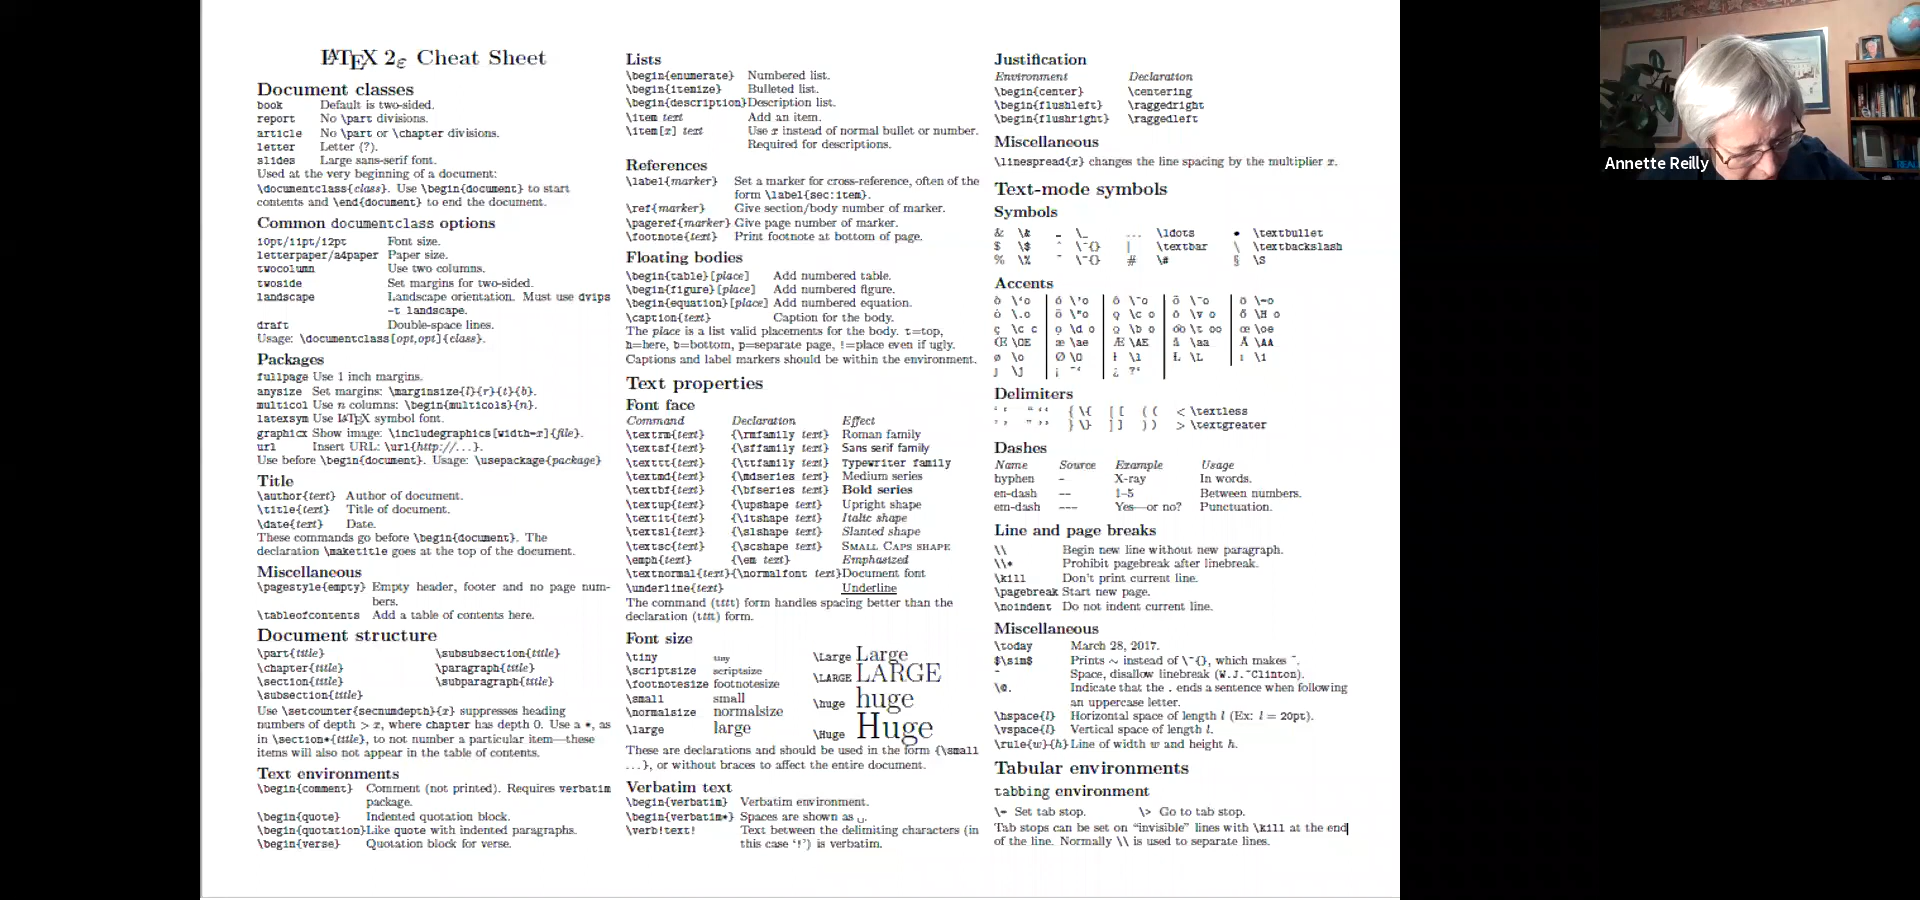 LATEX 2ε Cheat Sheet
Document classes
book Default is two-sided.
report No \part divisions.
article No \part or \chapter divisions.
letter Letter (?).
slides Large sans-serif font.
Used at the very beginning of a document:
\documentclass{class}. Use \begin{document} to start
contents and \end{document} to end the document.
Common documentclass options
10pt/11pt/12pt Font size.
letterpaper/a4paper Paper size.
twocolumn Use two columns.
twoside Set margins for two-sided.
landscape Landscape orientation. Must use dvips
-t landscape.
draft Double-space lines.
Usage: \documentclass[opt,opt]{class}.
Packages
fullpage Use 1 inch margins.
anysize Set margins: \marginsize{l}{r}{t}{b}.
multicol Use n columns: \begin{multicols}{n}.
latexsym Use LATEX symbol font.
graphicx Show image: \includegraphics[width=x]{file}.
url Insert URL: \url{http://...}.
Use before \begin{document}. Usage: \usepackage{package}
Title
\author{text} Author of document.
\title{text} Title of document.
\date{text} Date.
These commands go before \begin{document}. The
declaration \maketitle goes at the top of the document.
Miscellaneous
\pagestyle{empty} Empty header, footer and no page num-
bers.
\tableofcontents Add a table of contents here.
Document structure
\part{title} \subsubsection{title}
\chapter{title} \paragraph{title}
\section{title} \subparagraph{title}
\subsection{title}
Use \setcounter{secnumdepth}{x} suppresses heading
numbers of depth > x, where chapter has depth 0. Use a *, as
in \section*{title}, to not number a particular item—these
items will also not appear in the table of contents.
Text environments
\begin{comment} Comment (not printed). Requires verbatim
package.
\begin{quote} Indented quotation block.
\begin{quotation} Like quote with indented paragraphs.
\begin{verse} Quotation block for verse.
Lists
\begin{enumerate} Numbered list.
\begin{itemize} Bulleted list.
\begin{description} Description list.
\item text Add an item.
\item[x] text Use x instead of normal bullet or number.
Required for descriptions.
References
\label{marker} Set a marker for cross-reference, often of the
form \label{sec:item}.
\ref{marker} Give section/body number of marker.
\pageref{marker} Give page number of marker.
\footnote{text} Print footnote at bottom of page.
Floating bodies
\begin{table}[place] Add numbered table.
\begin{figure}[place] Add numbered figure.
\begin{equation}[place] Add numbered equation.
\caption{text} Caption for the body.
The place is a list valid placements for the body. t=top,
h=here, b=bottom, p=separate page, !=place even if ugly.
Captions and label markers should be within the environment.
Text properties
Font face
Command Declaration Effect
\textrm{text} {\rmfamily text} Roman family
\textsf{text} {\sffamily text} Sans serif family
\texttt{text} {\ttfamily text} Typewriter family
\textmd{text} {\mdseries text} Medium series
\textbf{text} {\bfseries text} Bold series
\textup{text} {\upshape text} Upright shape
\textit{text} {\itshape text} Italic shape
\textsl{text} {\slshape text} Slanted shape
\textsc{text} {\scshape text} Small Caps shape
\emph{text} {\em text} Emphasized
\textnormal{text} {\normalfont text} Document font
\underline{text} Underline
The command (tttt) form handles spacing better than the
declaration (tttt) form.
Font size
\tiny tiny \Large Large
\scriptsize scriptsize \LARGE LARGE
\footnotesize footnotesize
\small small \huge huge
\normalsize normalsize
\large large \Huge Huge
These are declarations and should be used in the form {\small
...}, or without braces to affect the entire document.
Verbatim text
\begin{verbatim} Verbatim environment.
\begin{verbatim*} Spaces are shown as ␣.
\verb!text! Text between the delimiting characters (in
this case ‘!’) is verbatim.
Justification
Environment Declaration
\begin{center} \centering
\begin{flushleft} \raggedright
\begin{flushright} \raggedleft
Miscellaneous
\linespread{x} changes the line spacing by the multiplier x.
Text-mode symbols
Symbols
& \& _ \_ ... \ldots • \textbullet
$ \$ ^ \^{} | \textbar \ \textbackslash
% \% ~ \~{} # \# § \S
Accents
ò \`o ó \'o ô \^o õ \~o ō \=o
ȯ \.o ö \"o ǫ \c o ǒ \v o ő \H o
ç \c c ọ \d o o̱ \b o o͡o \t oo œ \oe
Œ \OE æ \ae Æ \AE å \aa Å \AA
ø \o Ø \O ł \l Ł \L ı \i
ȷ \j ¡ ~‘ ¿ ?‘
Delimiters
‘ ‘ “ ‘‘ { \{ [ [ ( ( < \textless
’ ’ ” ’’ } \} ] ] ) ) > \textgreater
Dashes
Name Source Example Usage
hyphen - X-ray In words.
en-dash -- 1–5 Between numbers.
em-dash --- Yes—or no? Punctuation.
Line and page breaks
\\ Begin new line without new paragraph.
\\* Prohibit pagebreak after linebreak.
\kill Don't print current line.
\pagebreak Start new page.
\noindent Do not indent current line.
Miscellaneous
\today March 28, 2017.
$\sim$ Prints ∼ instead of \~{}, which makes ~.
~ Space, disallow linebreak (W.J.~Clinton).
\@. Indicate that the . ends a sentence when following
an uppercase letter.
\hspace{l} Horizontal space of length l (Ex: l = 20pt).
\vspace{l} Vertical space of length l.
\rule{w}{h} Line of width w and height h.
Tabular environments
tabbing environment
\= Set tab stop. \> Go to tab stop.
Tab stops can be set on “invisible” lines with \kill at the end
of the line. Normally \\ is used to separate lines.
Annette Reilly